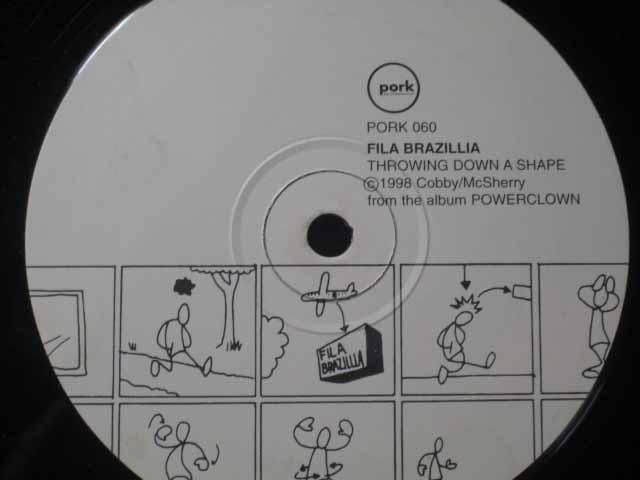 pork
PORK 060
FILA BRAZILLIA
THROWING DOWN A SHAPE
©1998 Cobby/McSherry
from the album POWERCLOWN
FILA
BRAZILLIA